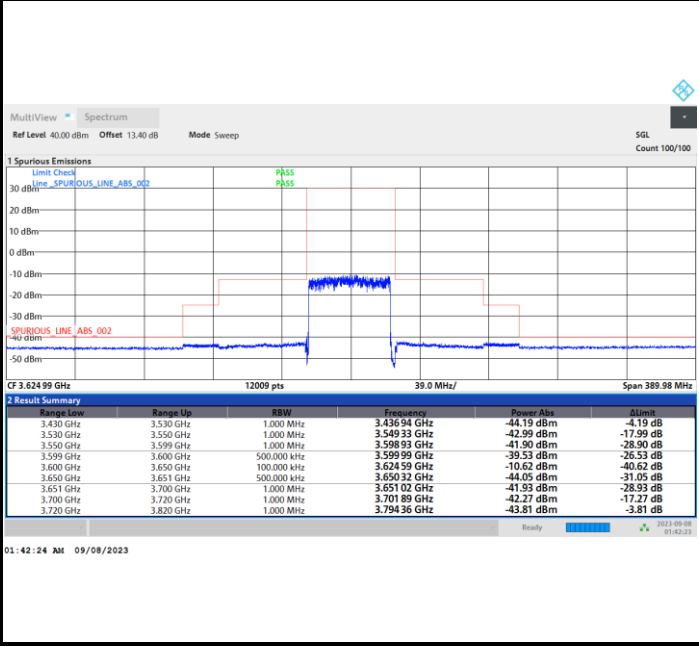 MultiView Spectrum
Ref Level 40.00 dBm Offset 13.40 dB Mode Sweep SGL
Count 100/100
1 Spurious Emissions
Limit Check PASS
Line _SPURIOUS_LINE_ABS_002 PASS
30 dBm
20 dBm
10 dBm
0 dBm
-10 dBm
-20 dBm
-30 dBm
_SPURIOUS_LINE_ABS_002
-40 dBm
-50 dBm
CF 3.624 99 GHz 12009 pts 39.0 MHz/ Span 389.98 MHz
2 Result Summary
Range Low Range Up RBW Frequency Power Abs ΔLimit
3.430 GHz 3.530 GHz 1.000 MHz 3.436 94 GHz -44.19 dBm -4.19 dB
3.530 GHz 3.550 GHz 1.000 MHz 3.549 33 GHz -42.99 dBm -17.99 dB
3.550 GHz 3.599 GHz 1.000 MHz 3.598 93 GHz -41.90 dBm -28.90 dB
3.599 GHz 3.600 GHz 500.000 kHz 3.599 99 GHz -39.53 dBm -26.53 dB
3.600 GHz 3.650 GHz 100.000 kHz 3.624 59 GHz -10.62 dBm -40.62 dB
3.650 GHz 3.651 GHz 500.000 kHz 3.650 32 GHz -44.05 dBm -31.05 dB
3.651 GHz 3.700 GHz 1.000 MHz 3.651 02 GHz -41.93 dBm -28.93 dB
3.700 GHz 3.720 GHz 1.000 MHz 3.701 89 GHz -42.27 dBm -17.27 dB
3.720 GHz 3.820 GHz 1.000 MHz 3.794 36 GHz -43.81 dBm -3.81 dB
Ready 2023-09-08
01:42:23
01:42:24 AM 09/08/2023